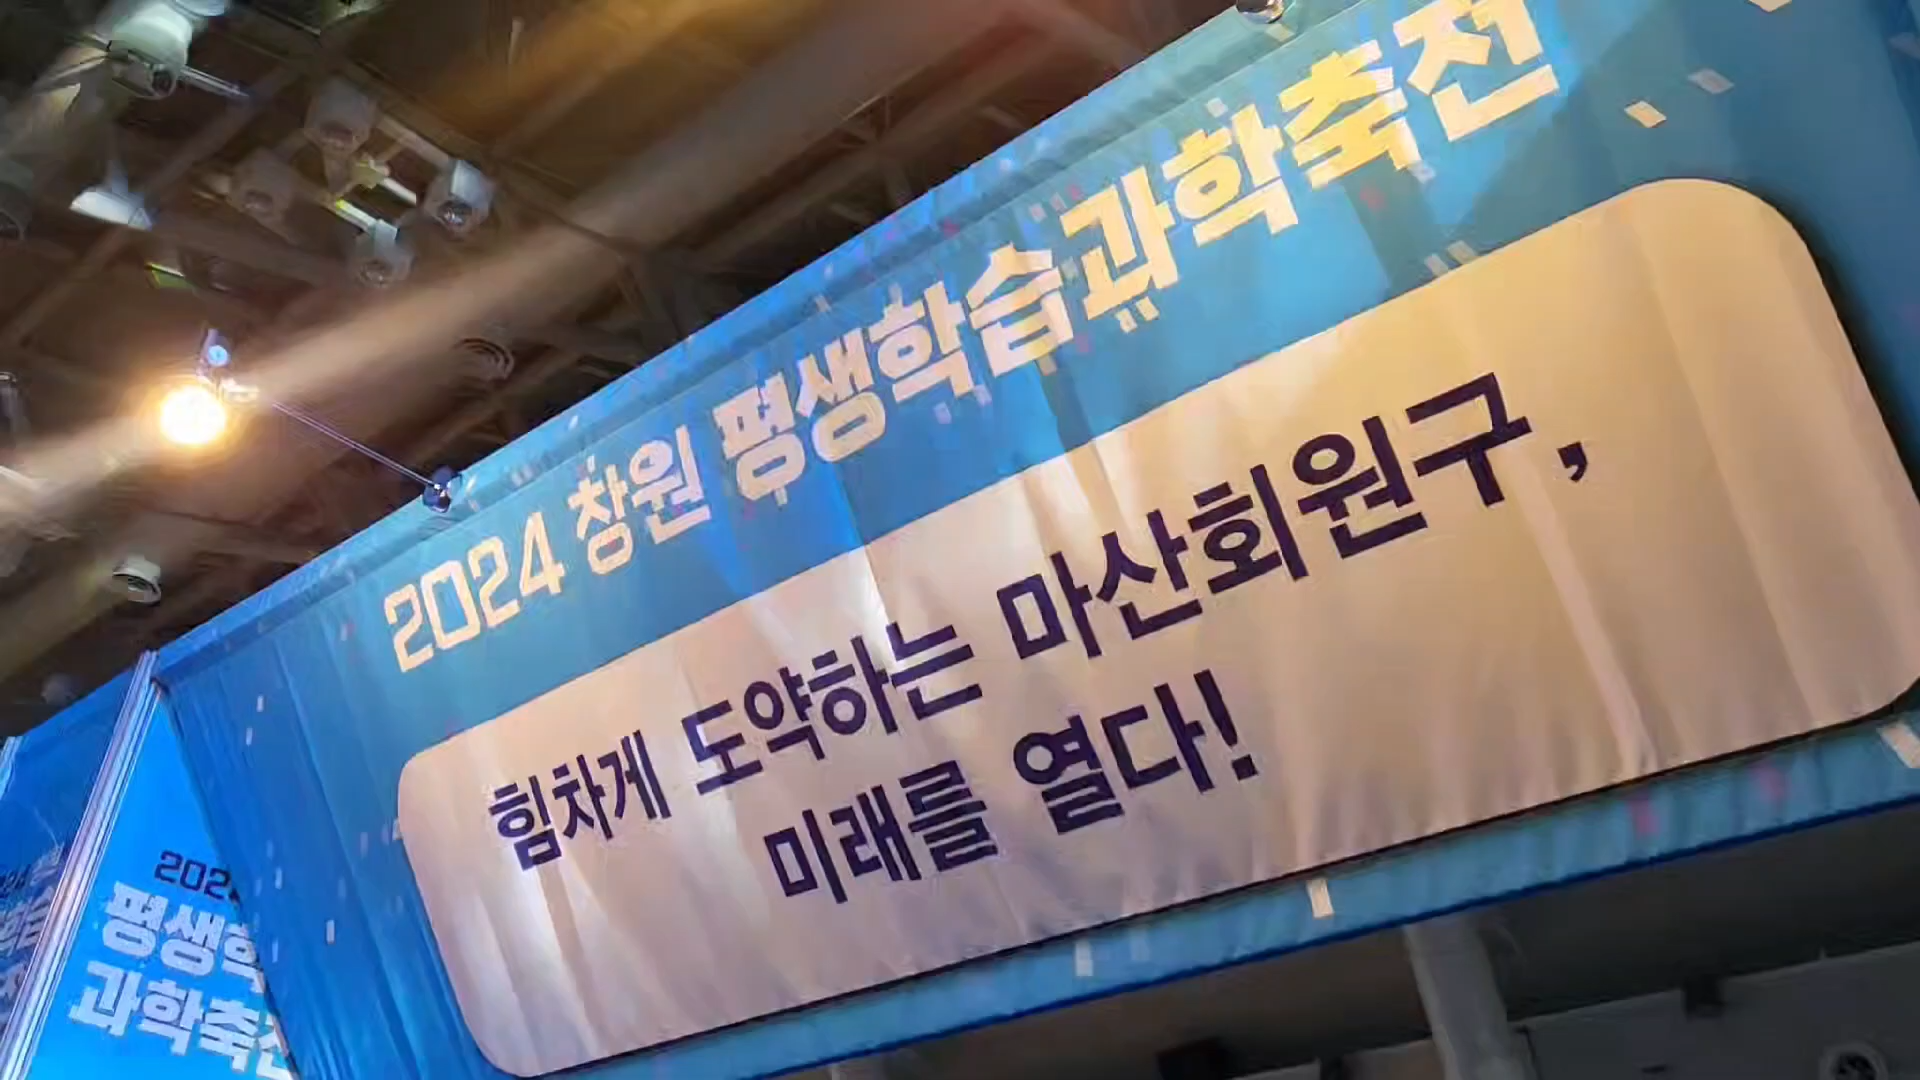 2024 창원 평생학습과학축전
힘차게 도약하는 마산회원구,
미래를 열다!
2024
평생학
과학축전